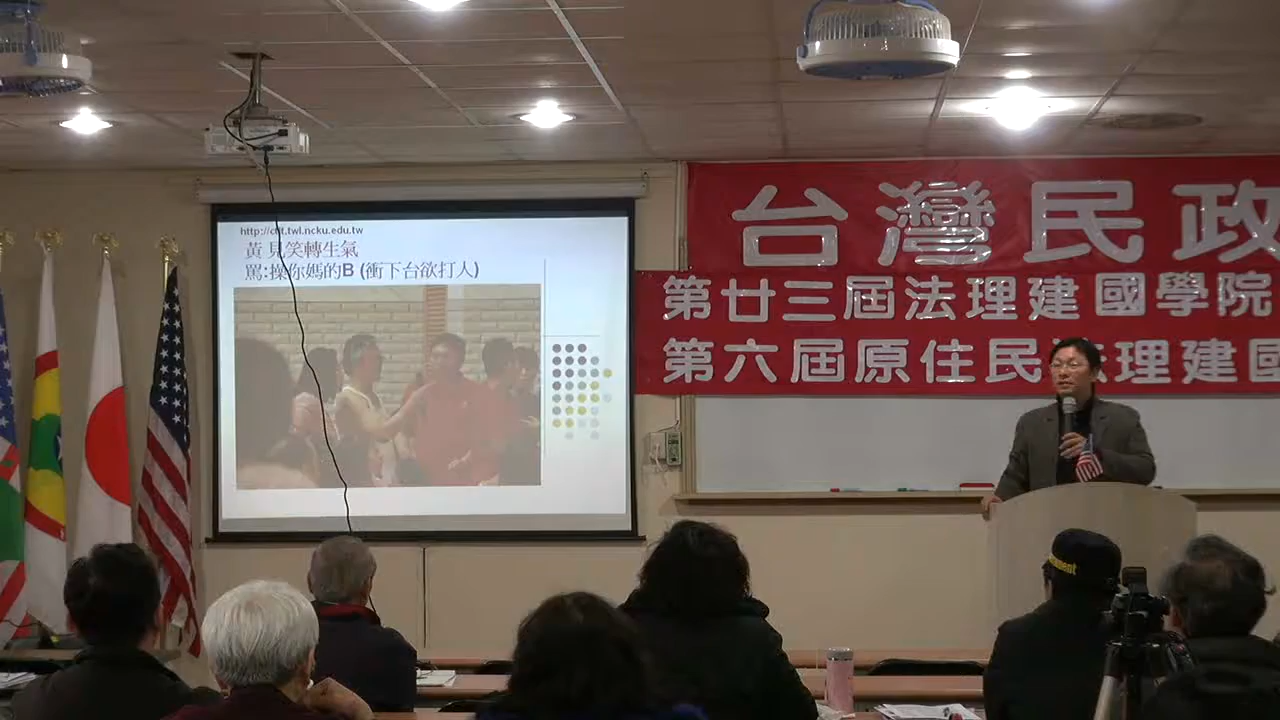 http://cfit.twl.ncku.edu.tw
黃 見笑轉生氣
罵:操你媽的B (衝下台欲打人)
台灣民政
第廿三屆法理建國學院
第六屆原住民法理建國